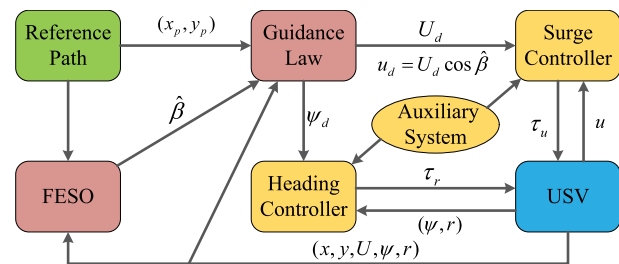 Reference
Path
(x_p, y_p)
Guidance
Law
U_d
u_d = U_d cos β̂
Surge
Controller
β̂
ψ_d
Auxiliary
System
τ_u
u
FESO
Heading
Controller
τ_r
(ψ, r)
USV
(x, y, U, ψ, r)